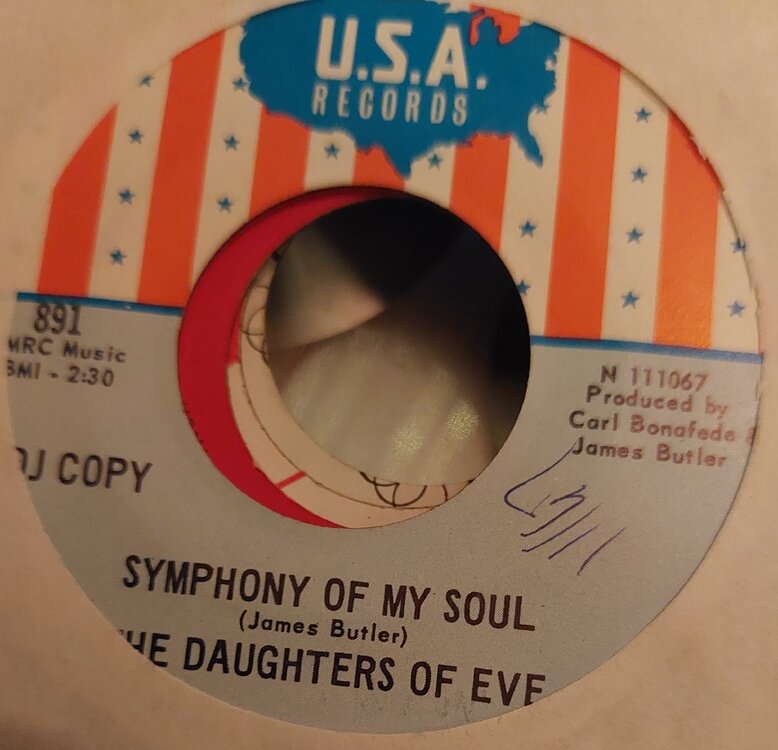 U.S.A.
RECORDS
891
MRC Music
BMI - 2:30
DJ COPY
N 111067
Produced by
Carl Bonafede &
James Butler
SYMPHONY OF MY SOUL
(James Butler)
THE DAUGHTERS OF EVE